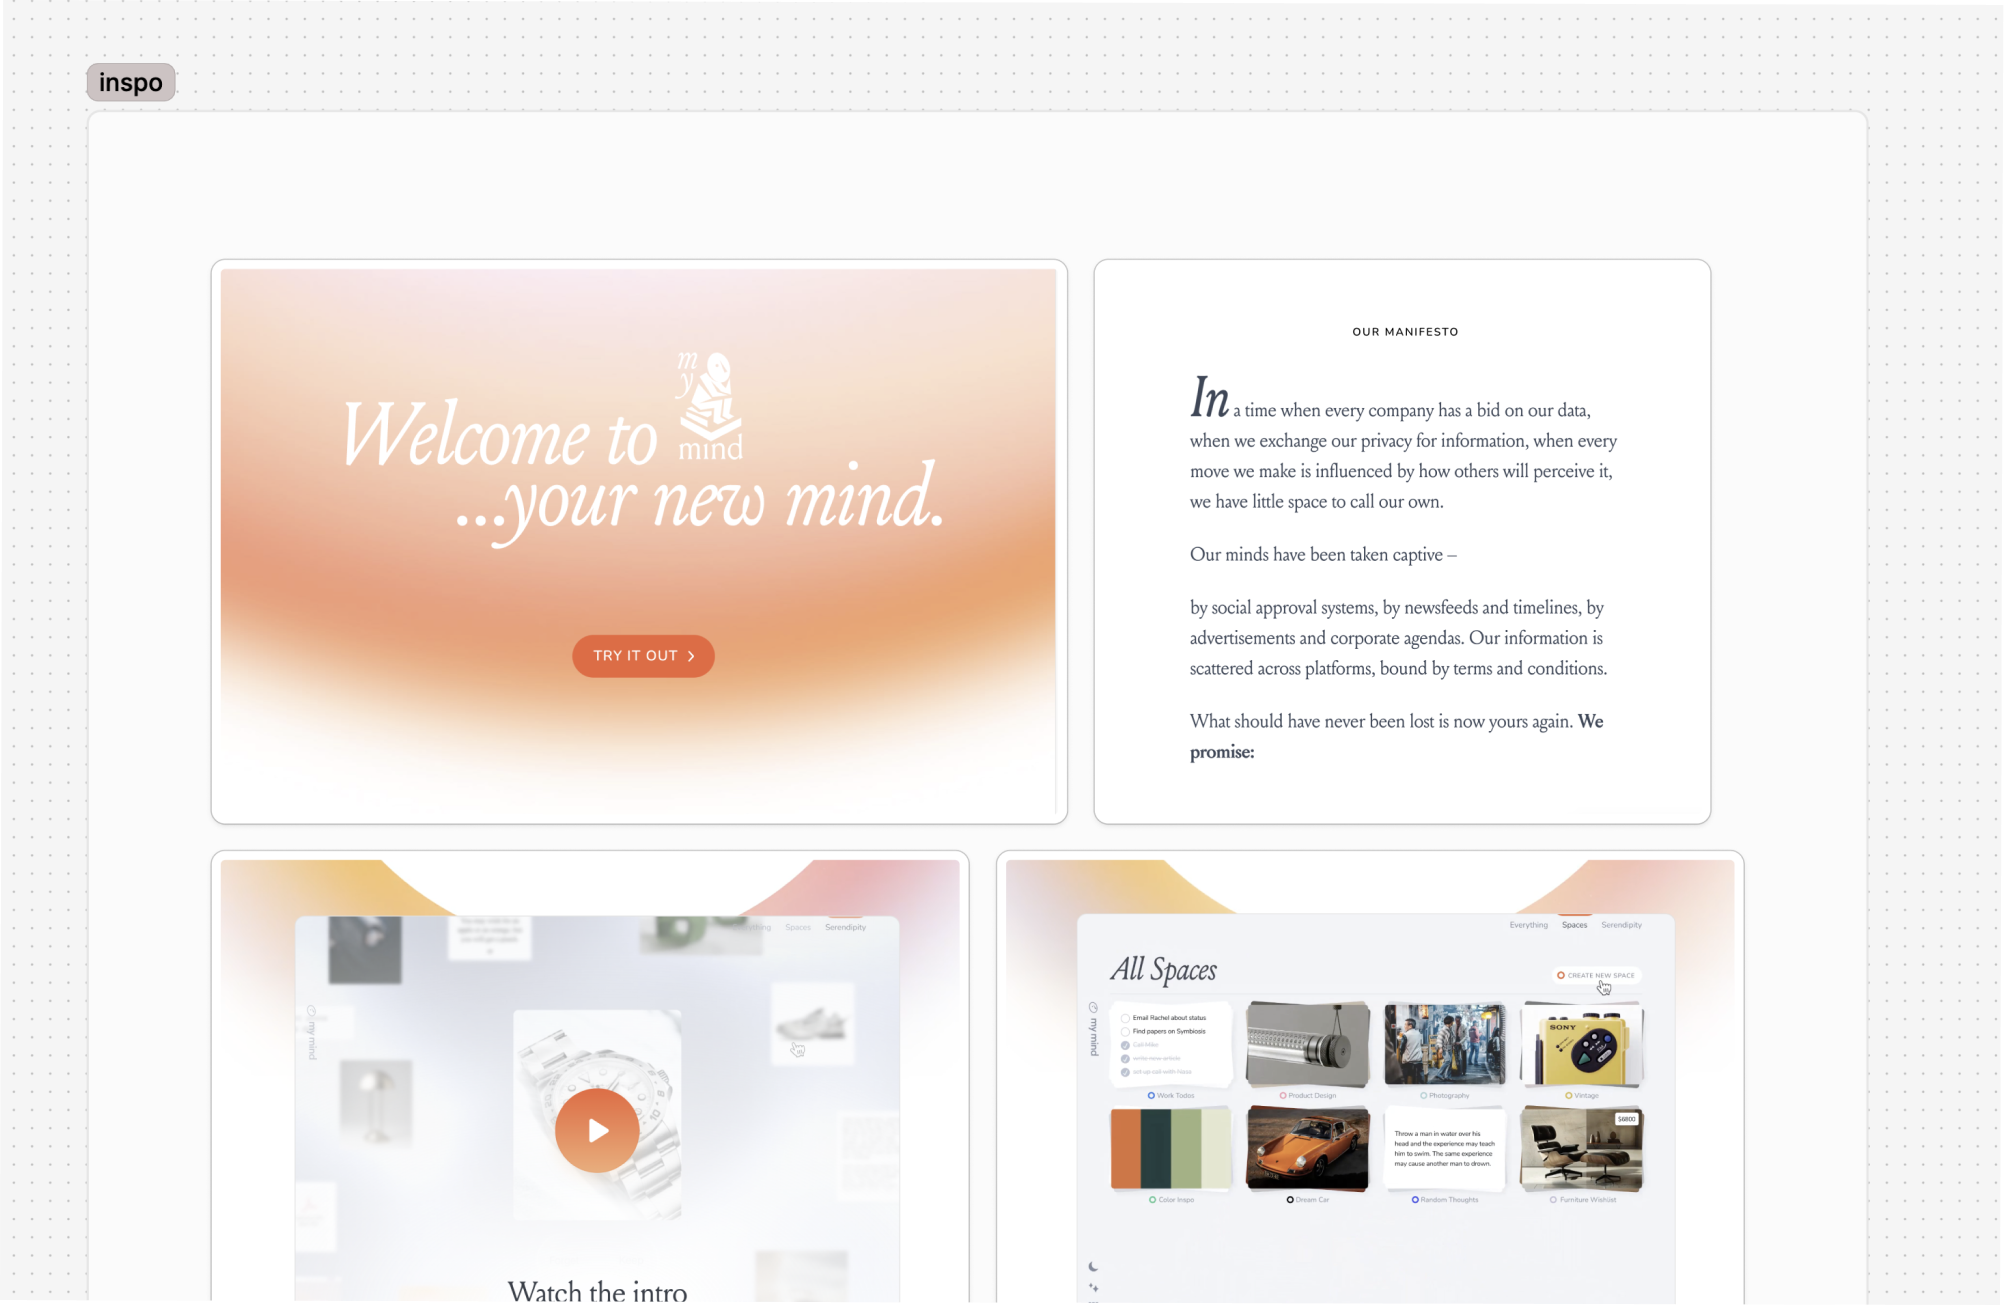 inspo
Welcome to
my
mind
...your new mind.
TRY IT OUT
OUR MANIFESTO
In a time when every company has a bid on our data,
when we exchange our privacy for information, when every
move we make is influenced by how others will perceive it,
we have little space to call our own.
Our minds have been taken captive –
by social approval systems, by newsfeeds and timelines, by
advertisements and corporate agendas. Our information is
scattered across platforms, bound by terms and conditions.
What should have never been lost is now yours again. We
promise:
Everything Spaces Serendipity
my mind
Watch the intro
Everything Spaces Serendipity
All Spaces
CREATE NEW SPACE
my mind
Email Rachel about status
Find papers on Symbiosis
Call Mike
SONY
Work Todos
Product Design
Photography
Vintage
Throw a man in water over his
head and the experience may teach
him to swim. The same experience
may cause another man to drown.
$6800
Color Inspo
Dream Car
Random Thoughts
Furniture Wishlist